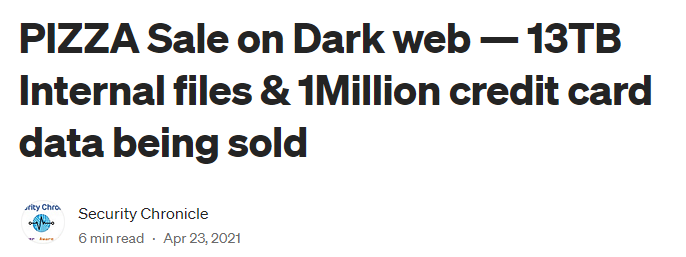 PIZZA Sale on Dark web — 13TB
Internal files & 1Million credit card
data being sold
Security Chronicle
6 min read · Apr 23, 2021